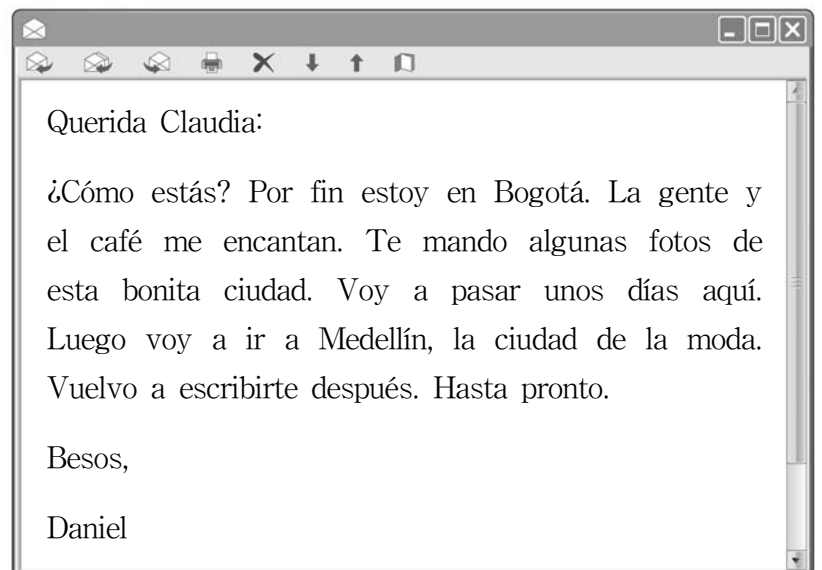 Querida Claudia:
¿Cómo estás? Por fin estoy en Bogotá. La gente y
el café me encantan. Te mando algunas fotos de
esta bonita ciudad. Voy a pasar unos días aquí.
Luego voy a ir a Medellín, la ciudad de la moda.
Vuelvo a escribirte después. Hasta pronto.
Besos,
Daniel